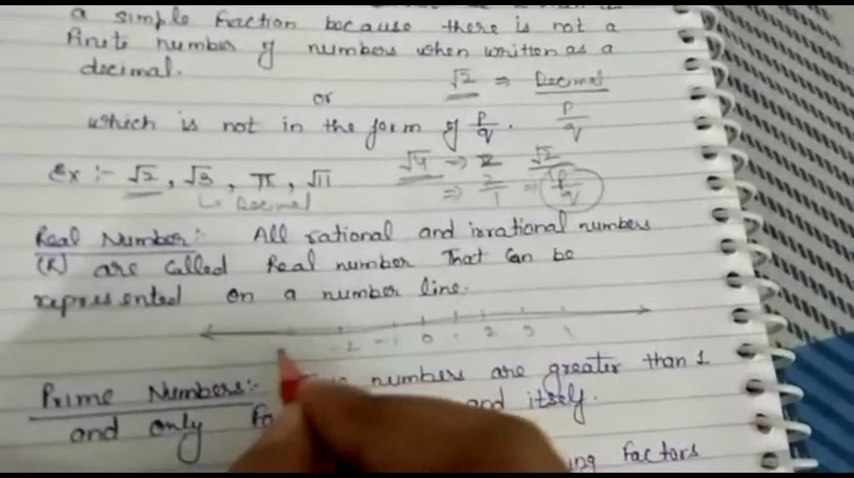 a simple fraction because there is not a
finite number of numbers when written as a
decimal.
√2 ⇒ Decimal
or
which is not in the form of p/q. p/q
Ex :- √2, √3, π, √11
√4 ⇒ 2 √2
⇒ 2/1 ⇒ p/q
↳ Decimal
Real Number:- All rational and irrational numbers
(R) are called Real number That can be
represented on a number line.
-2 -1 0 1 2 3
Prime Numbers:- numbers are greater than 1
and only and itself.
factors